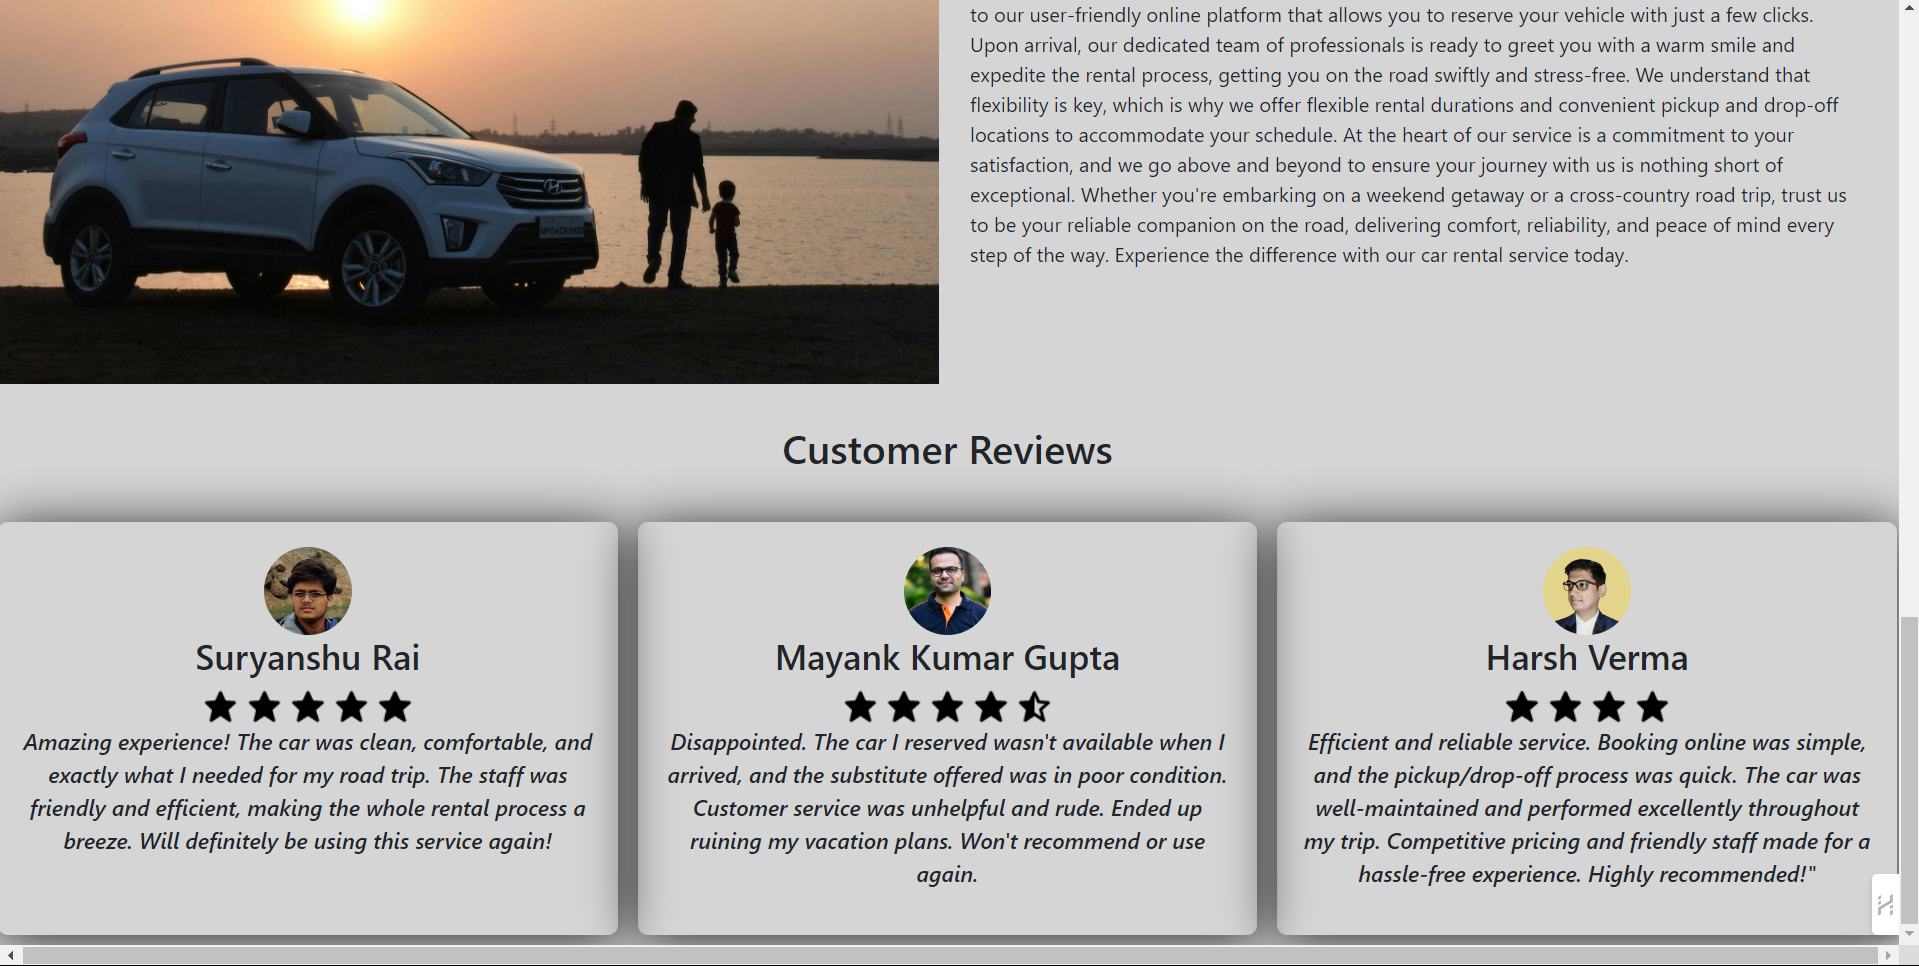 to our user-friendly online platform that allows you to reserve your vehicle with just a few clicks.
Upon arrival, our dedicated team of professionals is ready to greet you with a warm smile and
expedite the rental process, getting you on the road swiftly and stress-free. We understand that
flexibility is key, which is why we offer flexible rental durations and convenient pickup and drop-off
locations to accommodate your schedule. At the heart of our service is a commitment to your
satisfaction, and we go above and beyond to ensure your journey with us is nothing short of
exceptional. Whether you're embarking on a weekend getaway or a cross-country road trip, trust us
to be your reliable companion on the road, delivering comfort, reliability, and peace of mind every
step of the way. Experience the difference with our car rental service today.
Customer Reviews
Suryanshu Rai
Amazing experience! The car was clean, comfortable, and
exactly what I needed for my road trip. The staff was
friendly and efficient, making the whole rental process a
breeze. Will definitely be using this service again!
Mayank Kumar Gupta
Disappointed. The car I reserved wasn't available when I
arrived, and the substitute offered was in poor condition.
Customer service was unhelpful and rude. Ended up
ruining my vacation plans. Won't recommend or use
again.
Harsh Verma
Efficient and reliable service. Booking online was simple,
and the pickup/drop-off process was quick. The car was
well-maintained and performed excellently throughout
my trip. Competitive pricing and friendly staff made for a
hassle-free experience. Highly recommended!"